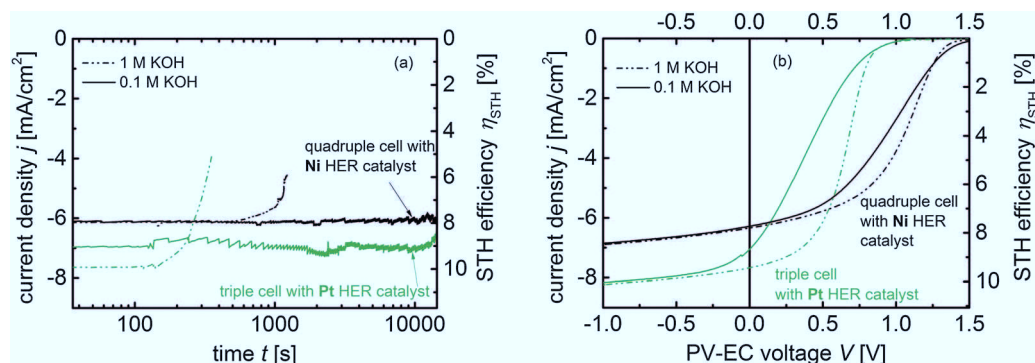 (a)
1 M KOH
0.1 M KOH
quadruple cell with
Ni HER catalyst
triple cell with Pt HER catalyst
current density j [mA/cm²]
0
-2
-4
-6
-8
STH efficiency ηSTH [%]
0
2
4
6
8
10
100
1000
10000
time t [s]
-0.5
0.0
0.5
1.0
1.5
(b)
1 M KOH
0.1 M KOH
quadruple cell
with Ni HER
catalyst
triple cell
with Pt HER catalyst
current density j [mA/cm²]
0
-2
-4
-6
-8
STH efficiency ηSTH [%]
2
4
6
8
10
-1.0
-0.5
0.0
0.5
1.0
1.5
PV-EC voltage V [V]